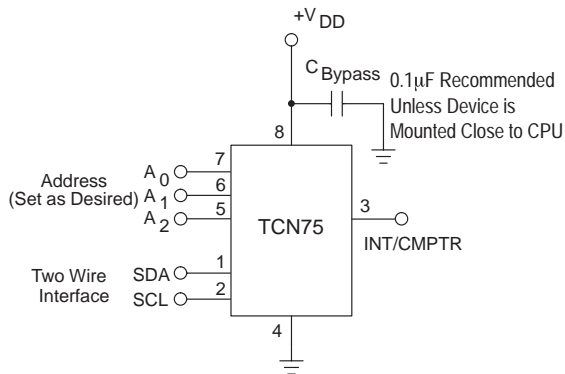 +V DD
C Bypass
0.1μF Recommended
Unless Device is
Mounted Close to CPU
8
Address
(Set as Desired)
A 0
7
A 1
6
A 2
5
TCN75
3
INT/CMPTR
Two Wire
Interface
SDA
1
SCL
2
4